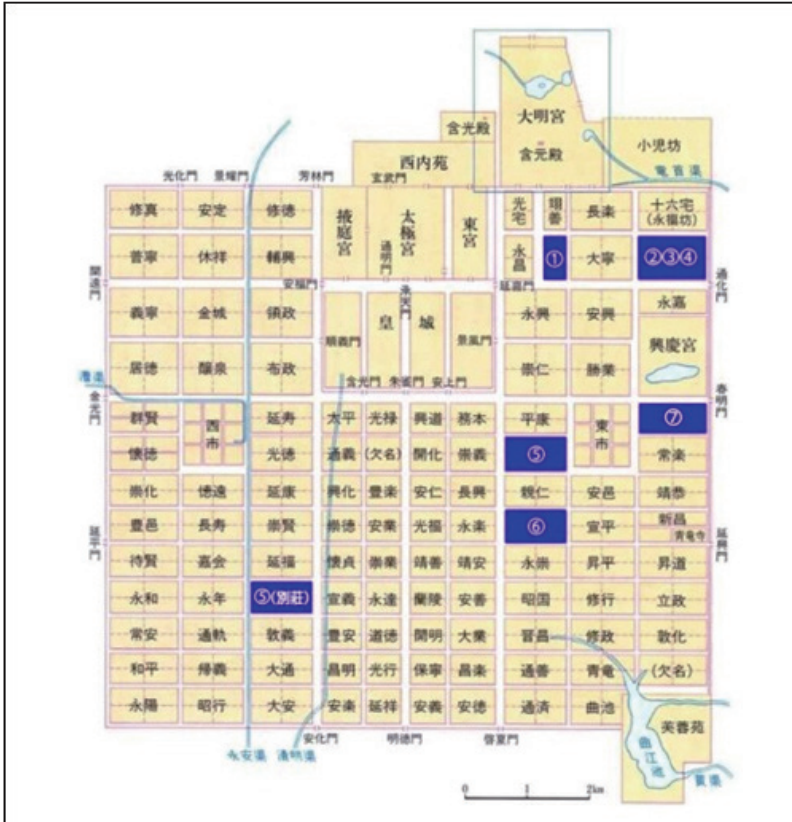 大明宮
含光殿
含元殿
小児坊
西内苑
玄武門
光化門 景耀門 芳林門
竜首渠
修真 安定 修徳
掖庭宮
太極宮
通明門
東宮
光宅
翊善
長楽
十六宅
(永福坊)
普寧 休祥 輔興
永昌 ① 大寧 ②③④
開遠門
安福門
承天門
延喜門
通化門
義寧 金城 領政
皇城
順義門
景風門
永興 安興
永嘉
興慶宮
居徳 醸泉 布政
崇仁 勝業
含光門 朱雀門 安上門
漕渠
金光門
春明門
群賢
西市
延寿 太平 光禄 興道 務本 平康
東市
⑦
懐徳 光徳 通義 (欠名) 開化 崇義 ⑤ 常楽
崇化 懐遠 延康 興化 豊楽 安仁 長興 親仁 安邑 靖恭
延平門
豊邑 長寿 崇賢 崇徳 安業 光福 永楽 ⑥ 宣平 新昌
青竜寺
延興門
待賢 嘉会 延福 懐貞 崇業 靖善 靖安 永崇 昇平 昇道
永和 永年 ⑤(別荘) 宣義 永達 蘭陵 安善 昭国 修行 立政
常安 通軌 敦義 豊安 道徳 開明 大業 晋昌 修政 敦化
和平 帰義 大通 昌明 光行 保寧 昌楽 通善 青竜 (欠名)
永陽 昭行 大安 安楽 延祥 安義 安徳 通済 曲池
芙蓉苑
曲江池
安化門 明徳門 啓夏門
永安渠 清明渠
黄渠
0 1 2km